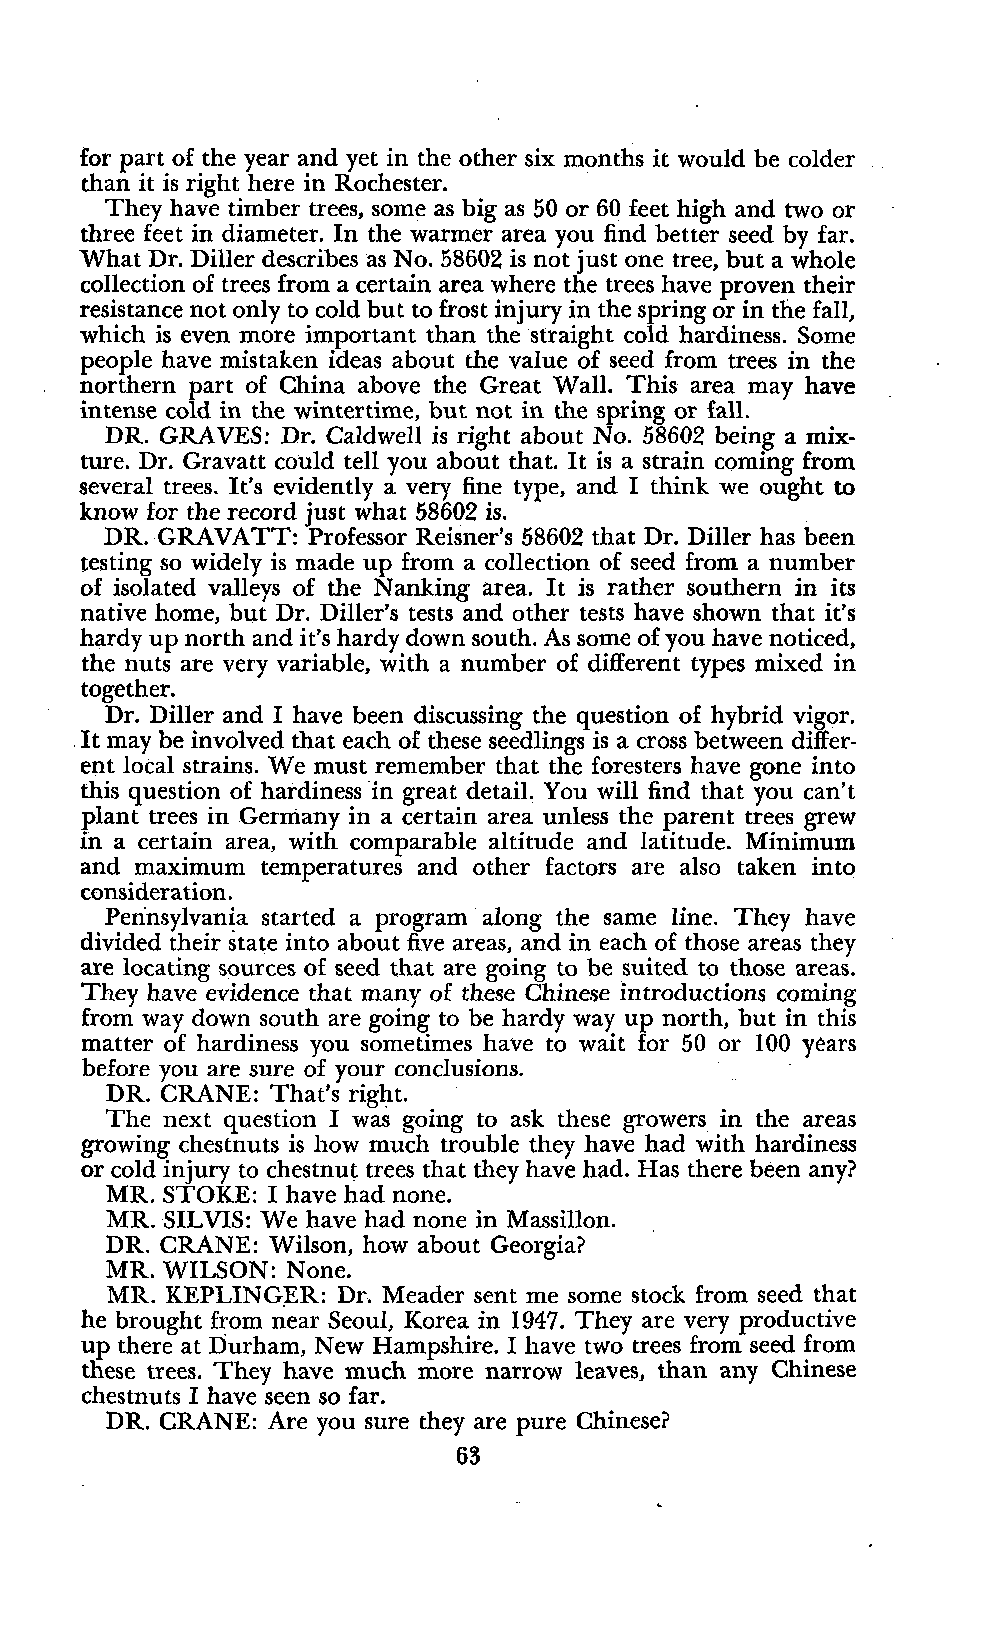 for part of the year and yet in the other six months it would be colder
than it is right here in Rochester.
They have timber trees, some as big as 50 or 60 feet high and two or
three feet in diameter. In the warmer area you find better seed by far.
What Dr. Diller describes as No. 58602 is not just one tree, but a whole
collection of trees from a certain area where the trees have proven their
resistance not only to cold but to frost injury in the spring or in the fall,
which is even more important than the straight cold hardiness. Some
people have mistaken ideas about the value of seed from trees in the
northern part of China above the Great Wall. This area may have
intense cold in the wintertime, but not in the spring or fall.
DR. GRAVES: Dr. Caldwell is right about No. 58602 being a mix-
ture. Dr. Gravatt could tell you about that. It is a strain coming from
several trees. It's evidently a very fine type, and I think we ought to
know for the record just what 58602 is.
DR. GRAVATT: Professor Reisner's 58602 that Dr. Diller has been
testing so widely is made up from a collection of seed from a number
of isolated valleys of the Nanking area. It is rather southern in its
native home, but Dr. Diller's tests and other tests have shown that it's
hardy up north and it's hardy down south. As some of you have noticed,
the nuts are very variable, with a number of different types mixed in
together.
Dr. Diller and I have been discussing the question of hybrid vigor.
It may be involved that each of these seedlings is a cross between differ-
ent local strains. We must remember that the foresters have gone into
this question of hardiness in great detail. You will find that you can't
plant trees in Germany in a certain area unless the parent trees grew
in a certain area, with comparable altitude and latitude. Minimum
and maximum temperatures and other factors are also taken into
consideration.
Pennsylvania started a program along the same line. They have
divided their state into about five areas, and in each of those areas they
are locating sources of seed that are going to be suited to those areas.
They have evidence that many of these Chinese introductions coming
from way down south are going to be hardy way up north, but in this
matter of hardiness you sometimes have to wait for 50 or 100 years
before you are sure of your conclusions.
DR. CRANE: That's right.
The next question I was going to ask these growers in the areas
growing chestnuts is how much trouble they have had with hardiness
or cold injury to chestnut trees that they have had. Has there been any?
MR. STOKE: I have had none.
MR. SILVIS: We have had none in Massillon.
DR. CRANE: Wilson, how about Georgia?
MR. WILSON: None.
MR. KEPLINGER: Dr. Meader sent me some stock from seed that
he brought from near Seoul, Korea in 1947. They are very productive
up there at Durham, New Hampshire. I have two trees from seed from
these trees. They have much more narrow leaves, than any Chinese
chestnuts I have seen so far.
DR. CRANE: Are you sure they are pure Chinese?
63